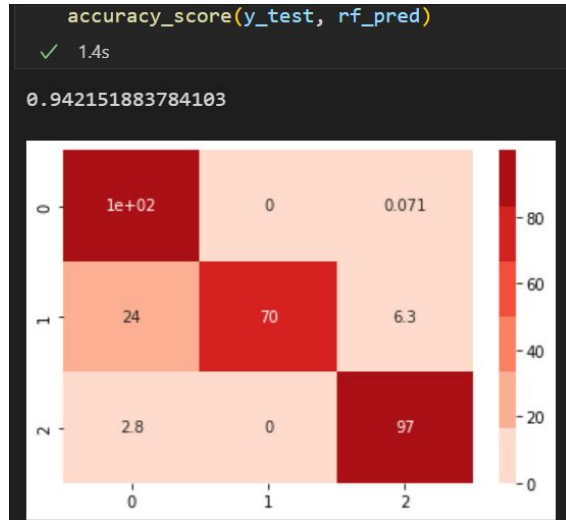 accuracy_score(y_test, rf_pred)
✓ 1.4s
0.942151883784103
0 1e+02 0 0.071
80
60
1 24 70 6.3
40
20
2 2.8 0 97
0
0 1 2